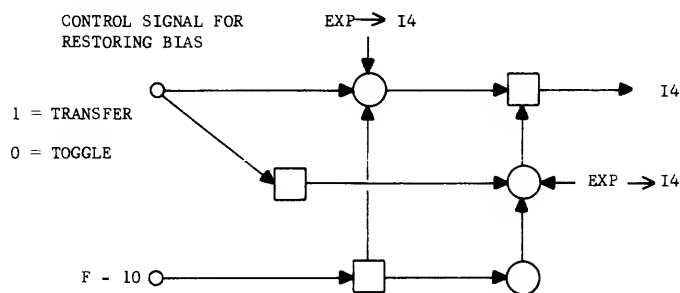 CONTROL SIGNAL FOR
RESTORING BIAS
EXP → I4
I4
1 = TRANSFER
0 = TOGGLE
EXP → I4
F - 10